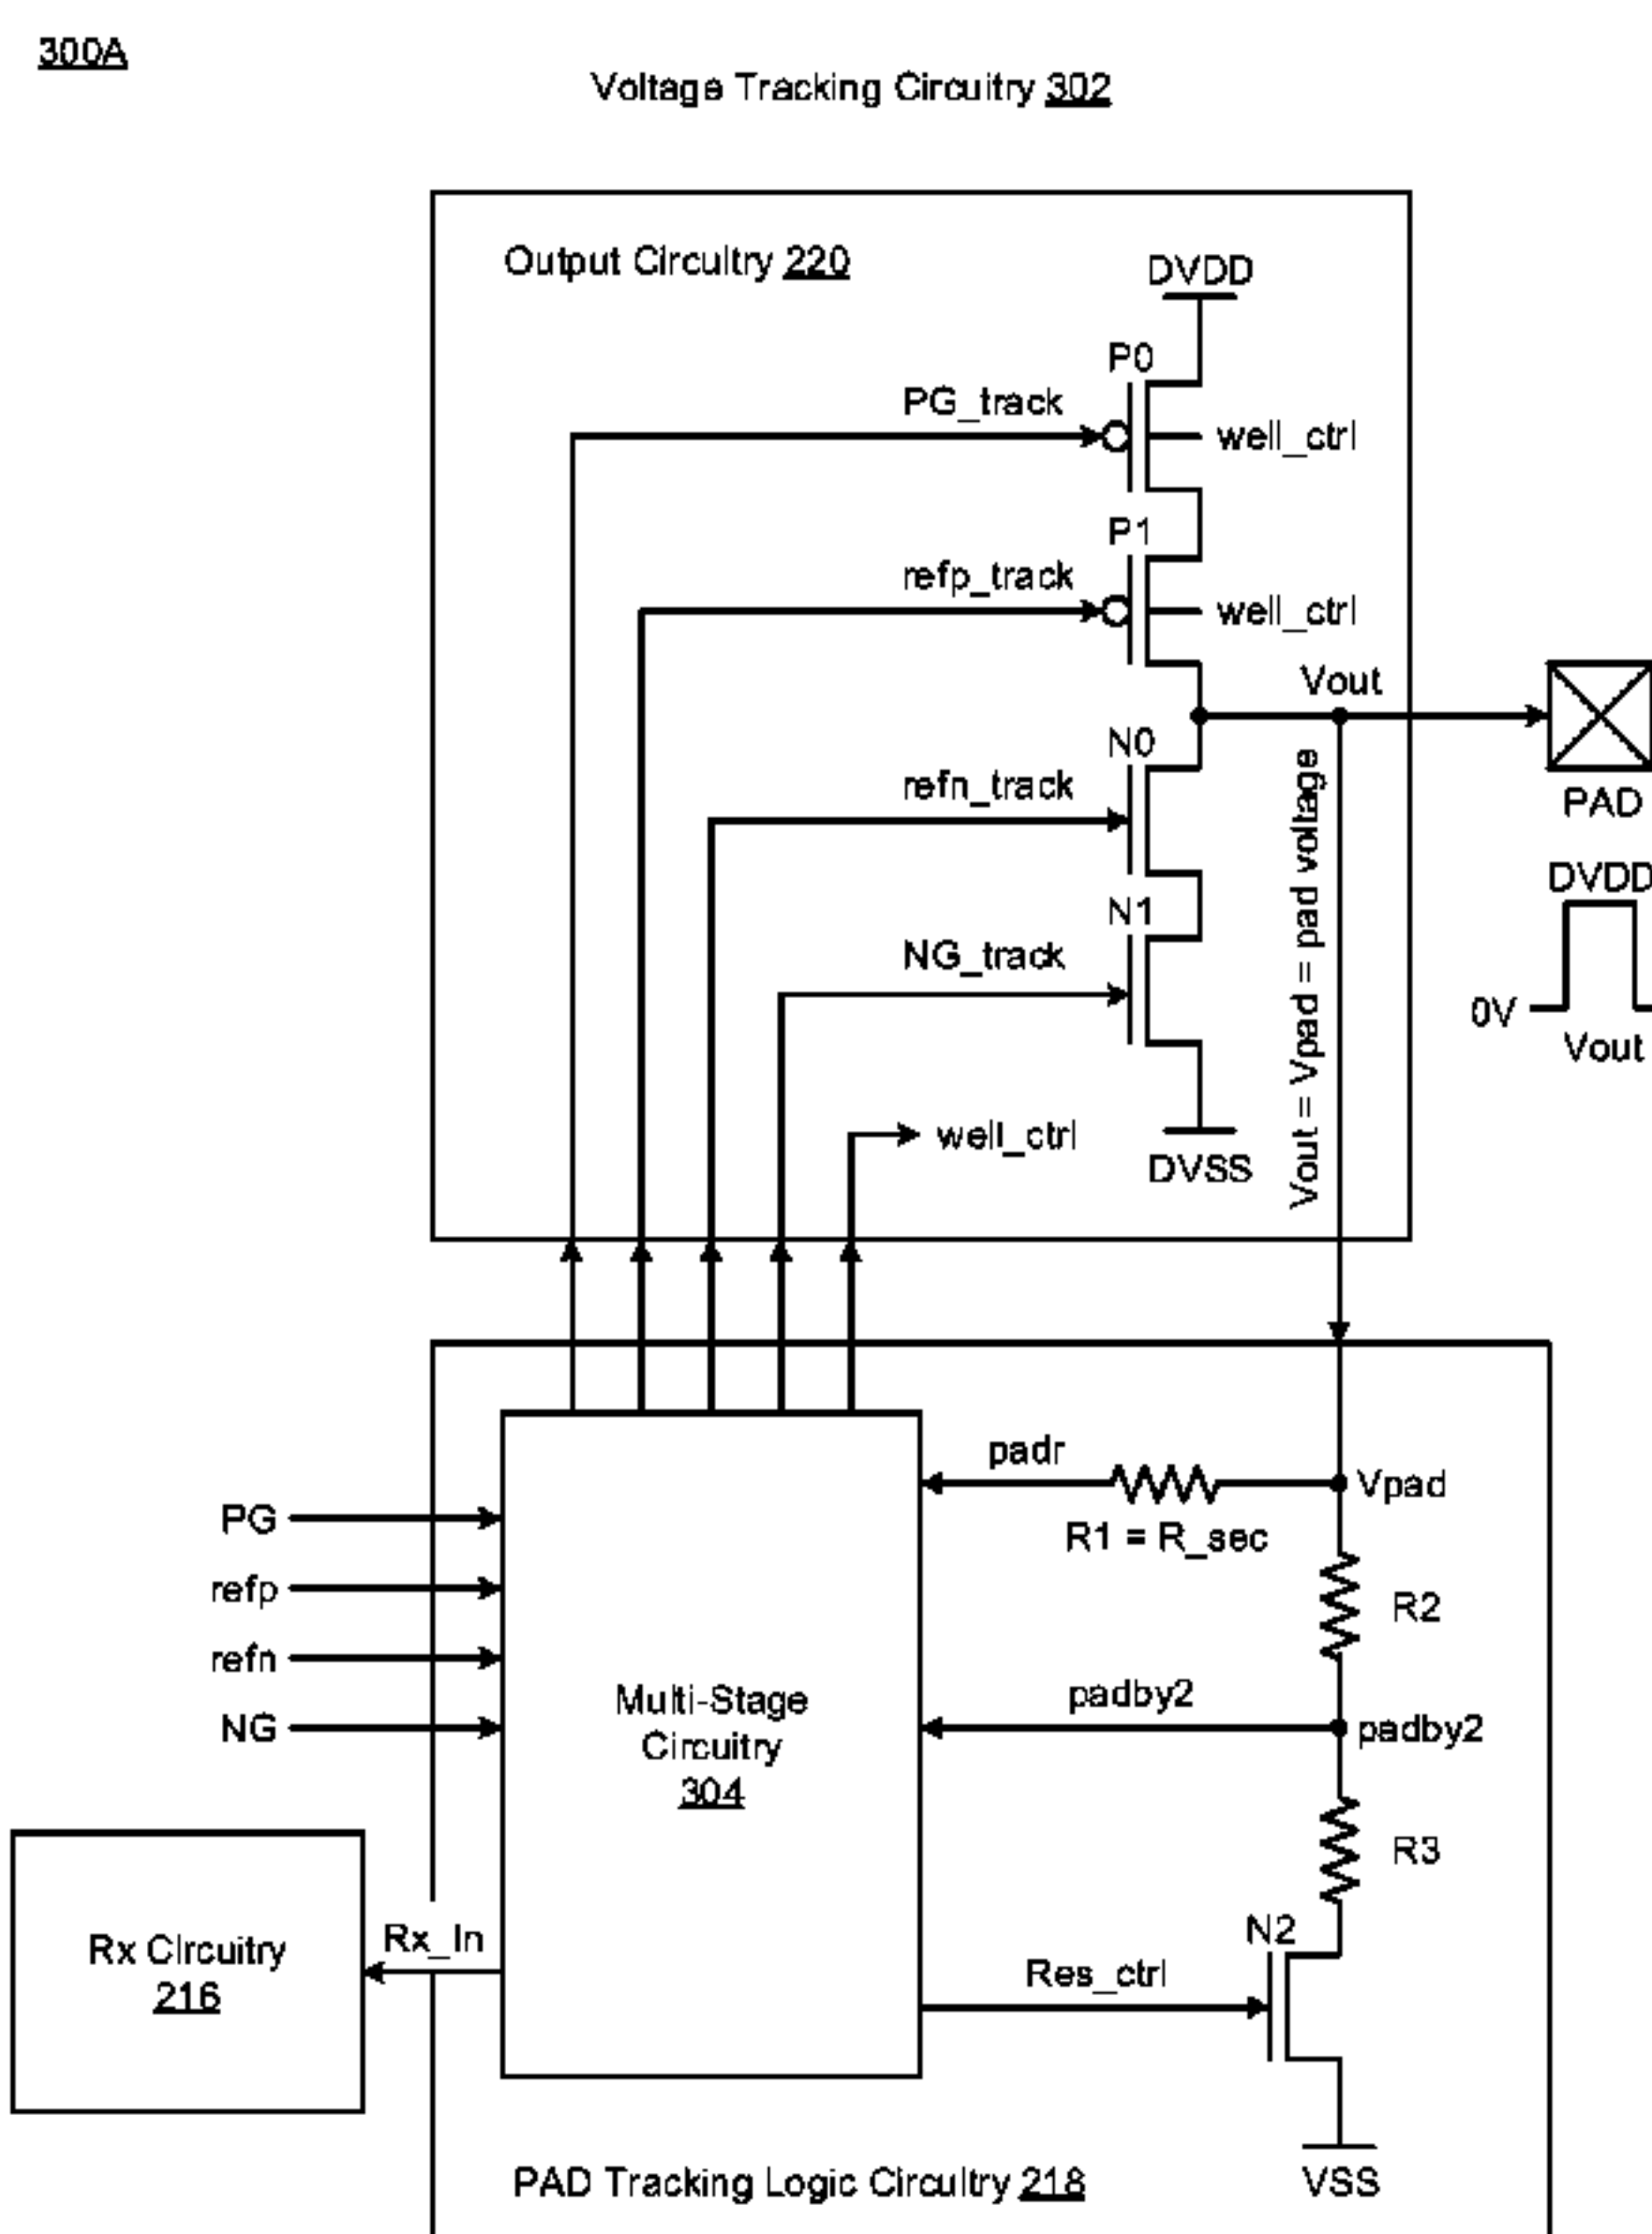 300A
Voltage Tracking Circuitry 302
Output Circuitry 220
DVDD
P0
PG_track
well_ctrl
P1
refp_track
well_ctrl
Vout
N0
refn_track
PAD
Vout = Vpad = pad voltage
DVDD
N1
NG_track
0V
Vout
well_ctrl
DVSS
padr
Vpad
PG
R1 = R_sec
refp
R2
refn
Multi-Stage
Circuitry
304
padby2
NG
padby2
R3
Rx_In
N2
Rx Circuitry
216
Res_ctrl
PAD Tracking Logic Circuitry 218
VSS